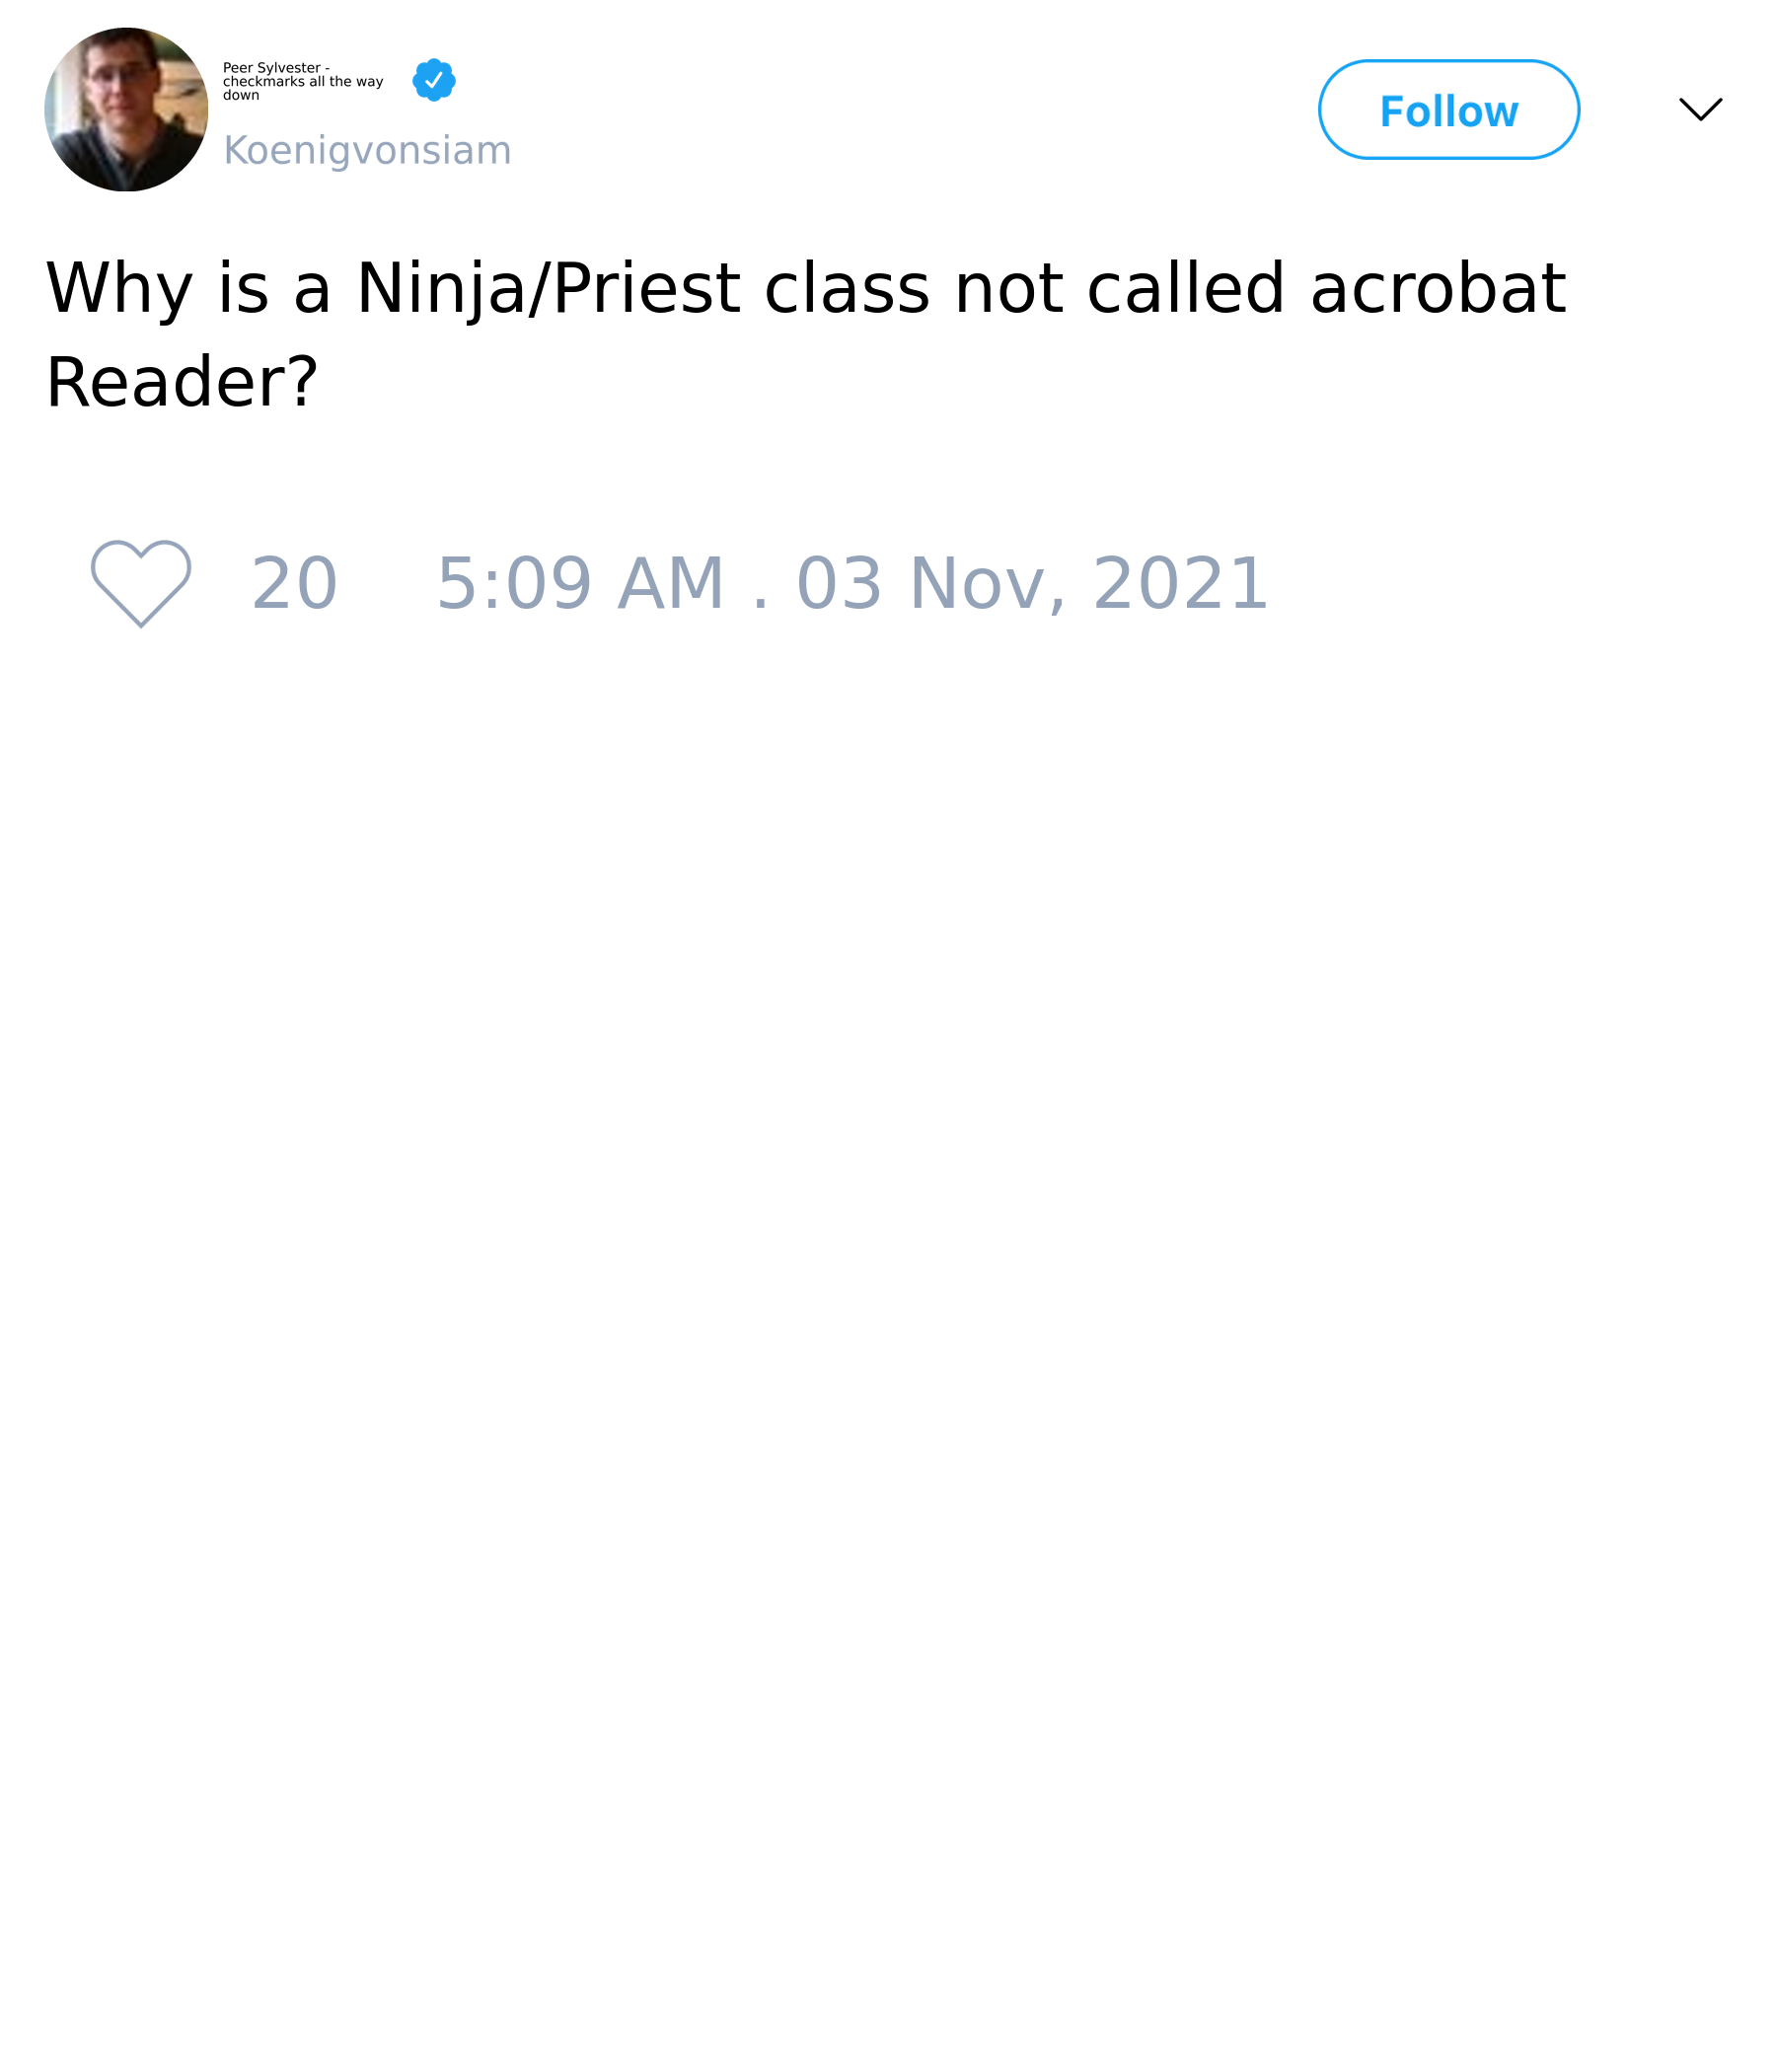 Peer Sylvester -
checkmarks all the way
down
Koenigvonsiam
Follow
Why is a Ninja/Priest class not called acrobat
Reader?
20
5:09 AM . 03 Nov, 2021